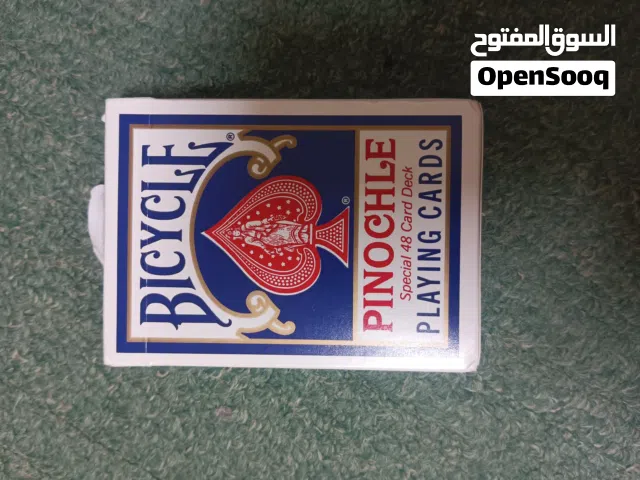 السوق المفتوح
OpenSooq
BICYCLE®
®
PINOCHLE
Special 48 Card Deck
PLAYING CARDS